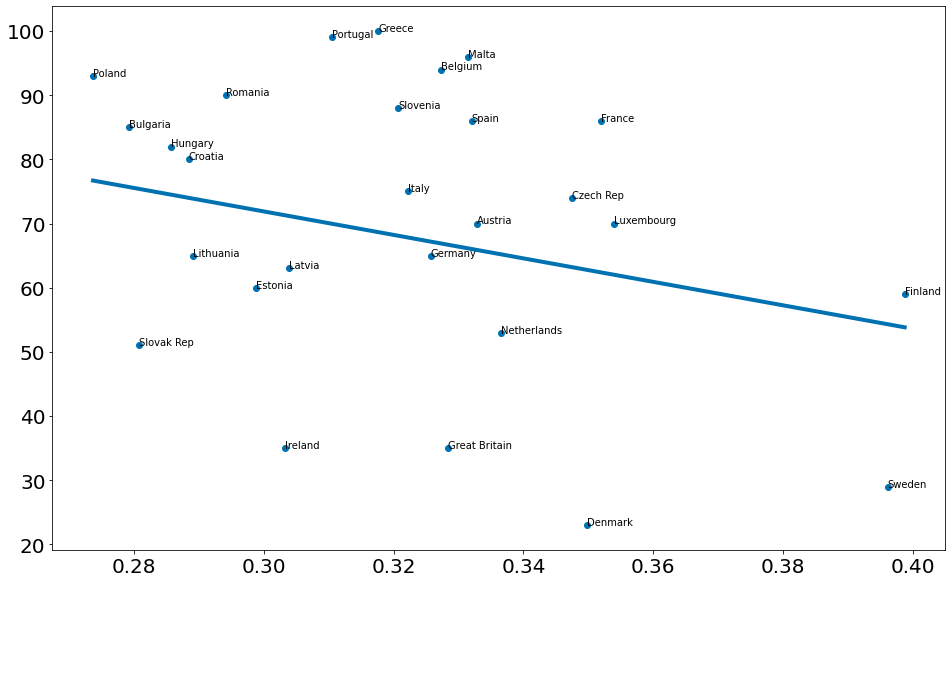 100
90
80
70
60
50
40
30
20
Portugal
Greece
Malta
Belgium
Poland
Romania
Slovenia
Bulgaria
Spain
France
Hungary
Croatia
Italy
Czech Rep
Austria
Luxembourg
Lithuania
Germany
Latvia
Estonia
Finland
Netherlands
Slovak Rep
Ireland
Great Britain
Sweden
Denmark
0.28 0.30 0.32 0.34 0.36 0.38 0.40